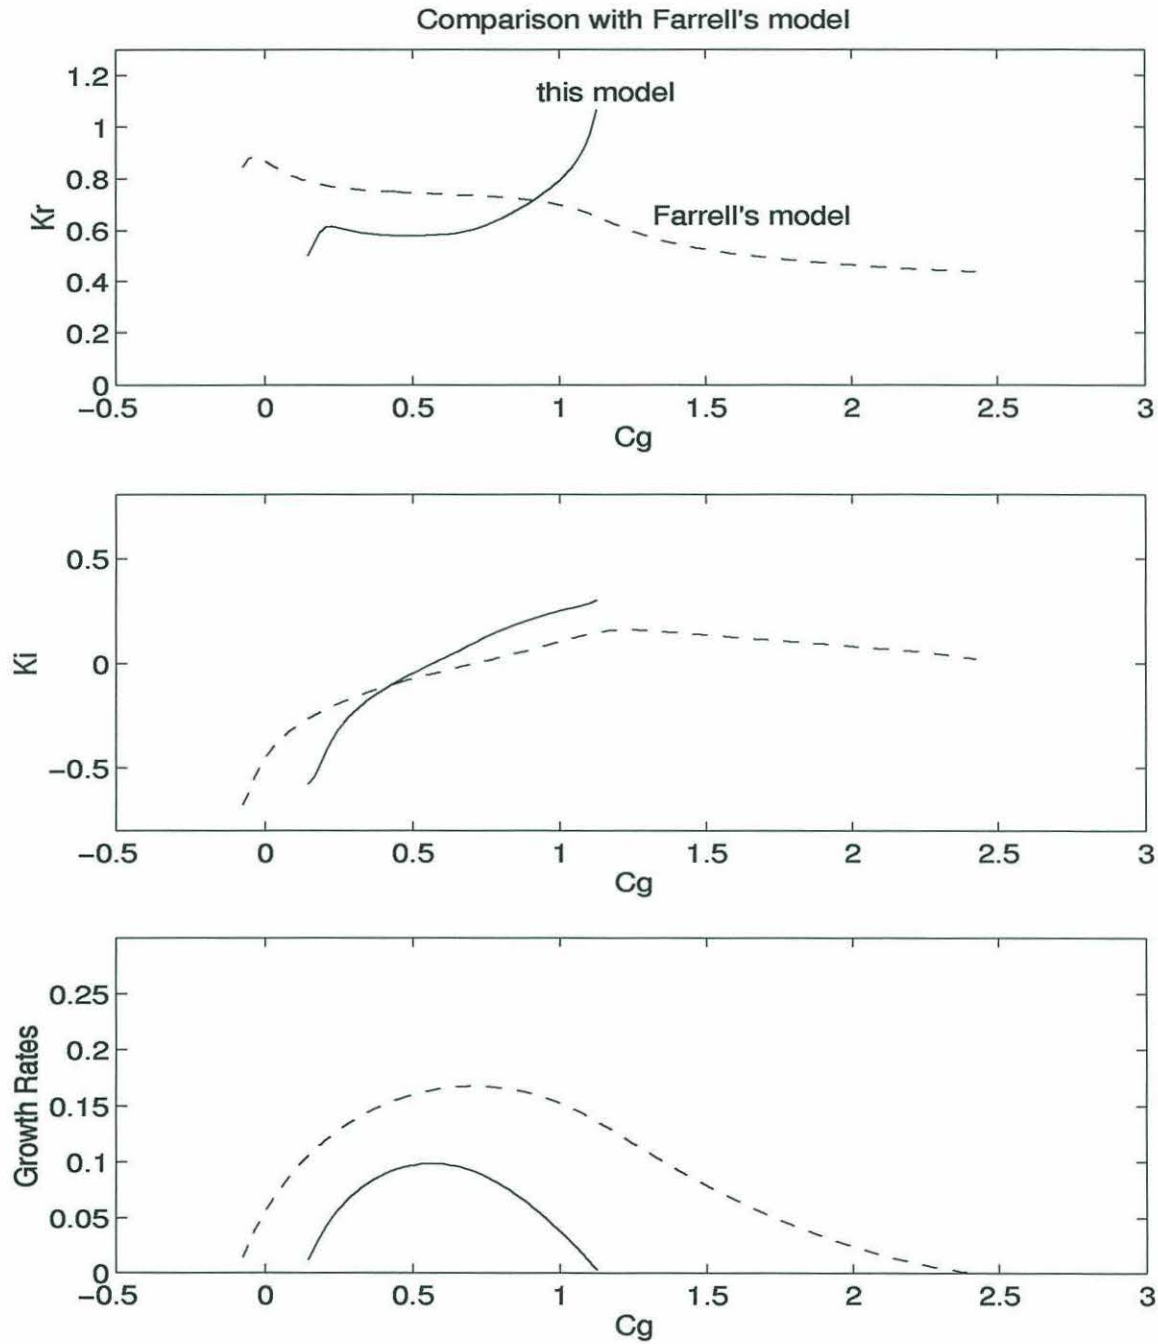 Comparison with Farrell's model
1.2
1
0.8
0.6
0.4
0.2
0
Kr
this model
Farrell's model
−0.5 0 0.5 1 1.5 2 2.5 3
Cg
0.5
0
−0.5
Ki
−0.5 0 0.5 1 1.5 2 2.5 3
Cg
0.25
0.2
0.15
0.1
0.05
0
Growth Rates
−0.5 0 0.5 1 1.5 2 2.5 3
Cg